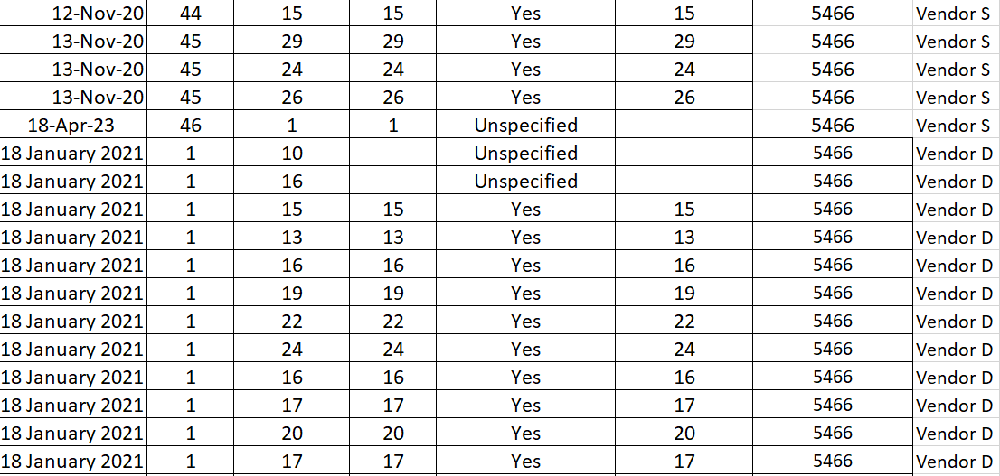 12-Nov-20 44 15 15 Yes 15 5466 Vendor S
13-Nov-20 45 29 29 Yes 29 5466 Vendor S
13-Nov-20 45 24 24 Yes 24 5466 Vendor S
13-Nov-20 45 26 26 Yes 26 5466 Vendor S
18-Apr-23 46 1 1 Unspecified 5466 Vendor S
18 January 2021 1 10 Unspecified 5466 Vendor D
18 January 2021 1 16 Unspecified 5466 Vendor D
18 January 2021 1 15 15 Yes 15 5466 Vendor D
18 January 2021 1 13 13 Yes 13 5466 Vendor D
18 January 2021 1 16 16 Yes 16 5466 Vendor D
18 January 2021 1 19 19 Yes 19 5466 Vendor D
18 January 2021 1 22 22 Yes 22 5466 Vendor D
18 January 2021 1 24 24 Yes 24 5466 Vendor D
18 January 2021 1 16 16 Yes 16 5466 Vendor D
18 January 2021 1 17 17 Yes 17 5466 Vendor D
18 January 2021 1 20 20 Yes 20 5466 Vendor D
18 January 2021 1 17 17 Yes 17 5466 Vendor D